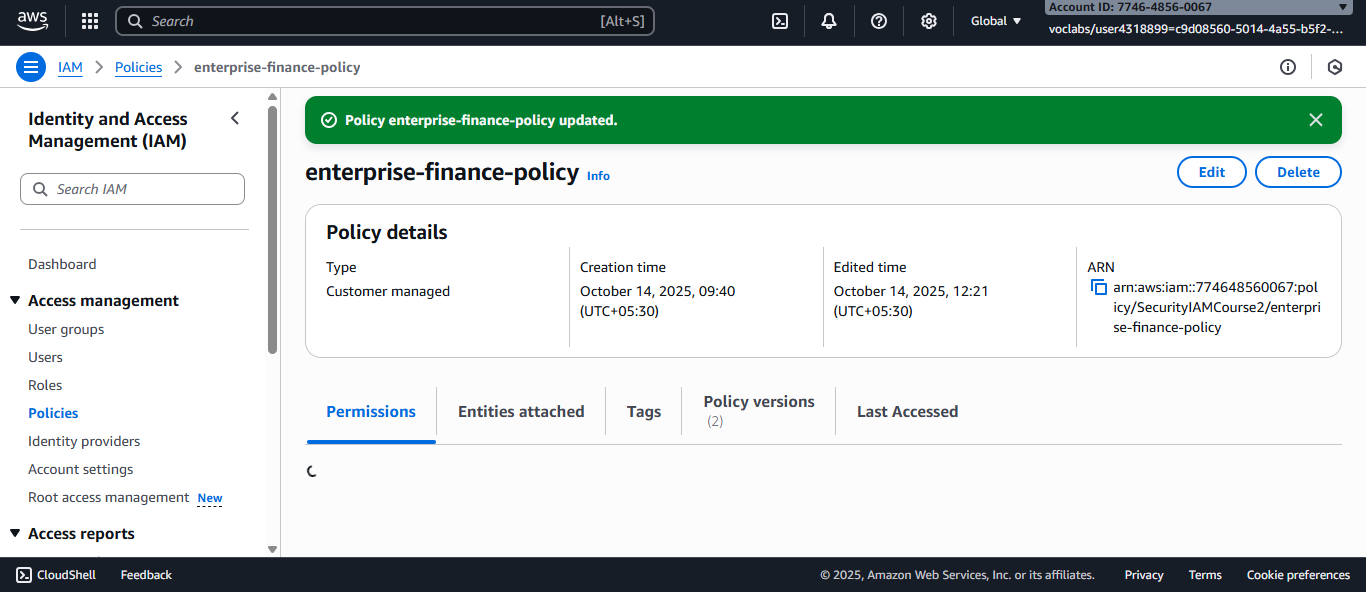 aws
Search [Alt+S]
Global
Account ID: 7746-4856-0067
voclabs/user4318899=c9d08560-5014-4a55-b5f2-...
IAM > Policies > enterprise-finance-policy
Identity and Access
Management (IAM)
Search IAM
Dashboard
Access management
User groups
Users
Roles
Policies
Identity providers
Account settings
Root access management New
Access reports
Policy enterprise-finance-policy updated.
enterprise-finance-policy Info
Edit
Delete
Policy details
Type
Customer managed
Creation time
October 14, 2025, 09:40
(UTC+05:30)
Edited time
October 14, 2025, 12:21
(UTC+05:30)
ARN
arn:aws:iam::774648560067:pol
icy/SecurityIAMCourse2/enterpri
se-finance-policy
Permissions
Entities attached
Tags
Policy versions
(2)
Last Accessed
CloudShell
Feedback
© 2025, Amazon Web Services, Inc. or its affiliates.
Privacy
Terms
Cookie preferences